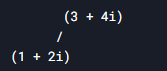 (3 + 4i)
/
(1 + 2i)